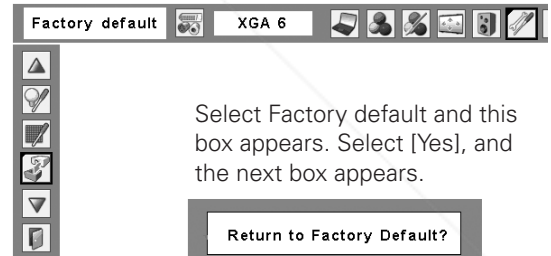 Factory default XGA 6
Select Factory default and this
box appears. Select [Yes], and
the next box appears.
Return to Factory Default?